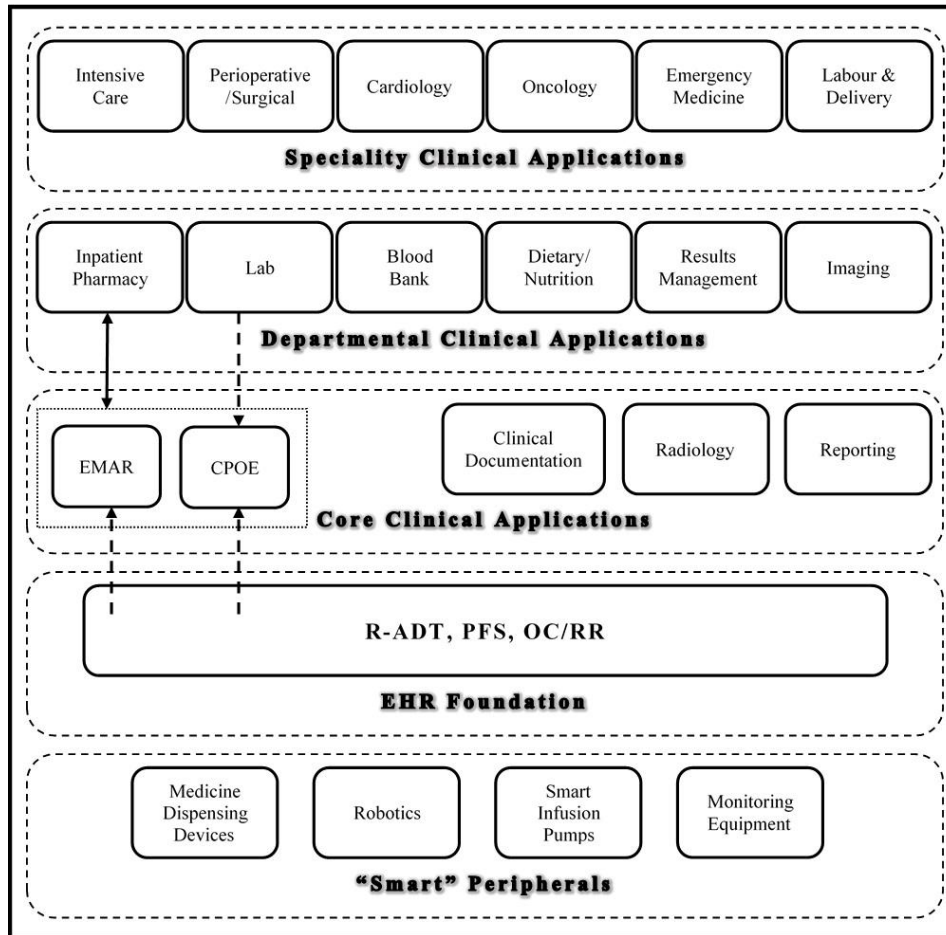 Intensive
Care
Perioperative
/Surgical
Cardiology
Oncology
Emergency
Medicine
Labour &
Delivery
Speciality Clinical Applications
Inpatient
Pharmacy
Lab
Blood
Bank
Dietary/
Nutrition
Results
Management
Imaging
Departmental Clinical Applications
EMAR
CPOE
Clinical
Documentation
Radiology
Reporting
Core Clinical Applications
R-ADT, PFS, OC/RR
EHR Foundation
Medicine
Dispensing
Devices
Robotics
Smart
Infusion
Pumps
Monitoring
Equipment
“Smart” Peripherals